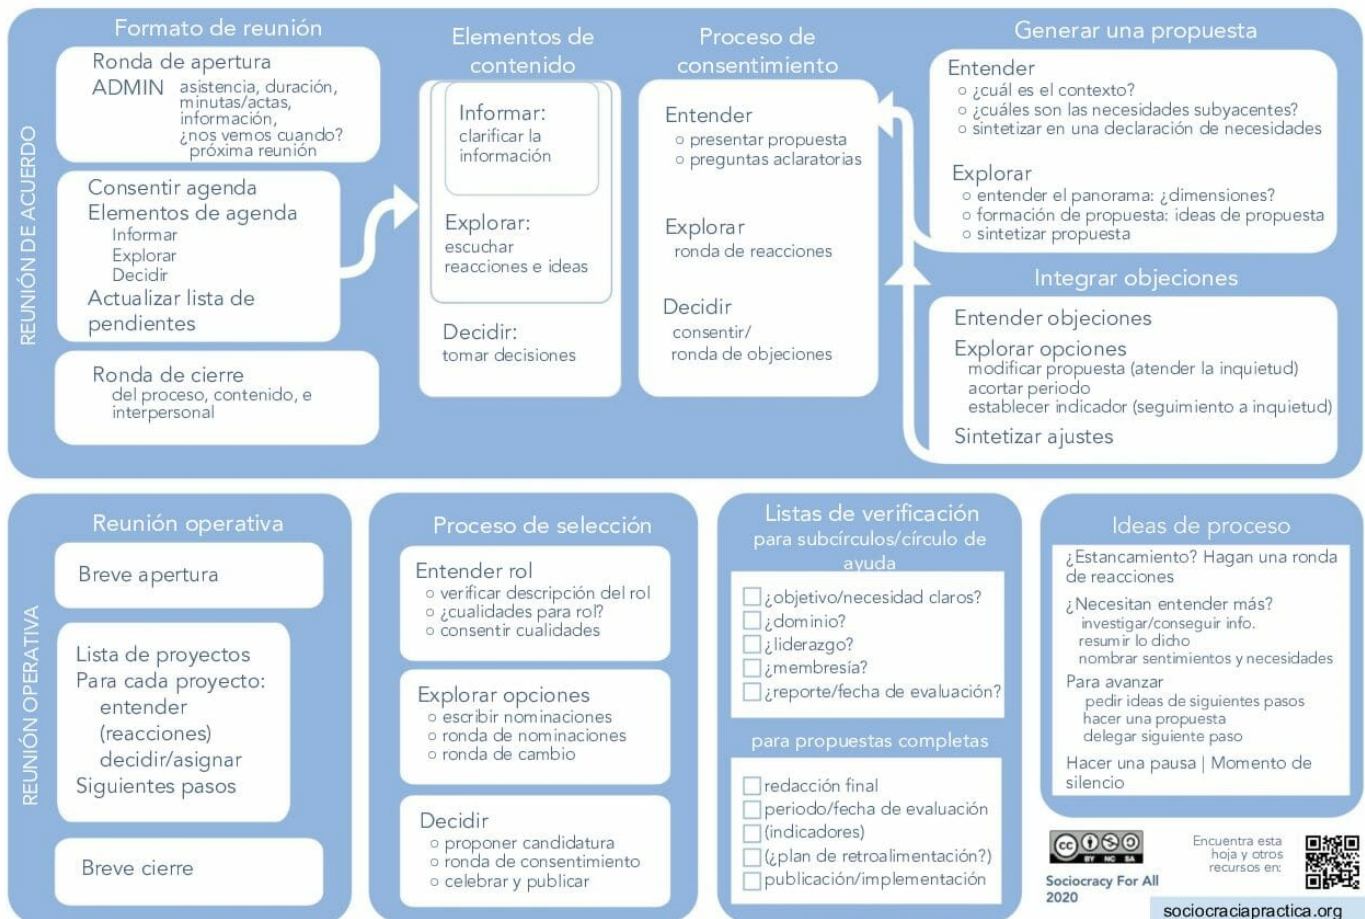 REUNIÓN DE ACUERDO
Formato de reunión
Ronda de apertura
ADMIN asistencia, duración,
minutas/actas,
información,
¿nos vemos cuando?
próxima reunión
Consentir agenda
Elementos de agenda
Informar
Explorar
Decidir
Actualizar lista de
pendientes
Ronda de cierre
del proceso, contenido, e
interpersonal
Elementos de
contenido
Informar:
clarificar la
información
Explorar:
escuchar
reacciones e ideas
Decidir:
tomar decisiones
Proceso de
consentimiento
Entender
○ presentar propuesta
○ preguntas aclaratorias
Explorar
ronda de reacciones
Decidir
consentir/
ronda de objeciones
Generar una propuesta
Entender
○ ¿cuál es el contexto?
○ ¿cuáles son las necesidades subyacentes?
○ sintetizar en una declaración de necesidades
Explorar
○ entender el panorama: ¿dimensiones?
○ formación de propuesta: ideas de propuesta
○ sintetizar propuesta
Integrar objeciones
Entender objeciones
Explorar opciones
modificar propuesta (atender la inquietud)
acortar periodo
establecer indicador (seguimiento a inquietud)
Sintetizar ajustes
REUNIÓN OPERATIVA
Reunión operativa
Breve apertura
Lista de proyectos
Para cada proyecto:
entender
(reacciones)
decidir/asignar
Siguientes pasos
Breve cierre
Proceso de selección
Entender rol
○ verificar descripción del rol
○ ¿cualidades para rol?
○ consentir cualidades
Explorar opciones
○ escribir nominaciones
○ ronda de nominaciones
○ ronda de cambio
Decidir
○ proponer candidatura
○ ronda de consentimiento
○ celebrar y publicar
Listas de verificación
para subcírculos/círculo de
ayuda
¿objetivo/necesidad claros?
¿dominio?
¿liderazgo?
¿membresía?
¿reporte/fecha de evaluación?
para propuestas completas
redacción final
periodo/fecha de evaluación
(indicadores)
(¿plan de retroalimentación?)
publicación/implementación
Ideas de proceso
¿Estancamiento? Hagan una ronda
de reacciones
¿Necesitan entender más?
investigar/conseguir info.
resumir lo dicho
nombrar sentimientos y necesidades
Para avanzar
pedir ideas de siguientes pasos
hacer una propuesta
delegar siguiente paso
Hacer una pausa | Momento de
silencio
cc BY NC SA
Sociocracy For All
2020
Encuentra esta
hoja y otros
recursos en:
sociocraciapractica.org